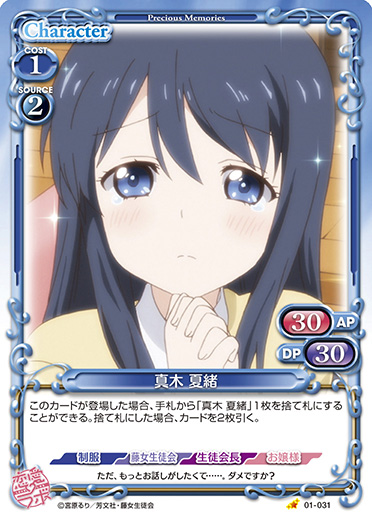 Precious Memories
Character
COST
1
SOURCE
2
30 AP
DP 30
真木 夏緒
このカードが登場した場合、手札から「真木 夏緒」1枚を捨て札にする
ことができる。捨て札にした場合、カードを2枚引く。
制服 藤女生徒会 生徒会長 お嬢様
ただ、もっとお話しがしたくて……、ダメですか?
恋愛ラボ
©宮原るり/芳文社・藤女生徒会
01-031